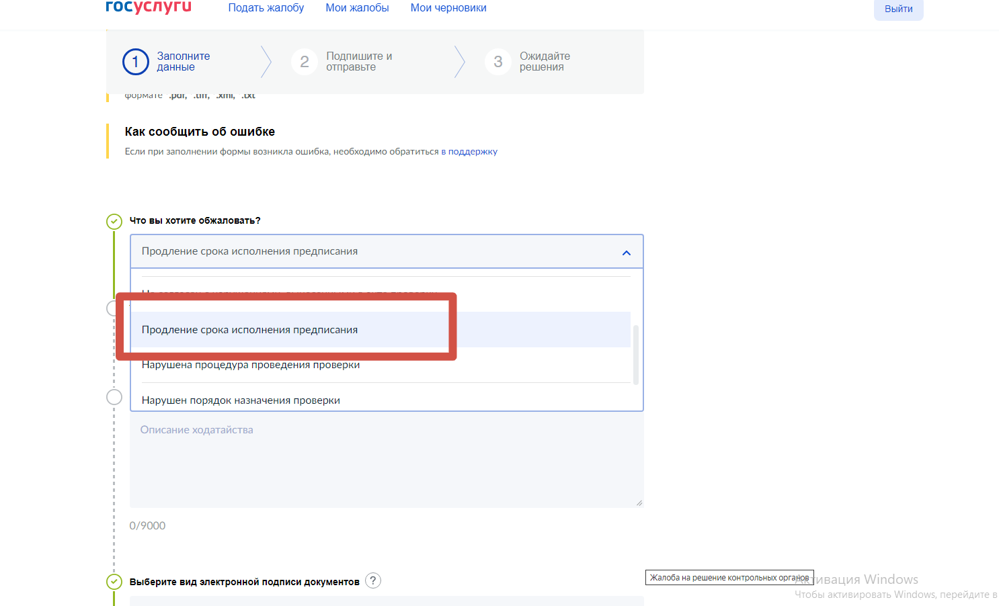 госуслуги
Подать жалобу
Мои жалобы
Мои черновики
Выйти
1
Заполните
данные
2
Подпишите и
отправьте
3
Ожидайте
решения
формате .pdf, .tiff, .xml, .txt
Как сообщить об ошибке
Если при заполнении формы возникла ошибка, необходимо обратиться в поддержку
Что вы хотите обжаловать?
Продление срока исполнения предписания
Продление срока исполнения предписания
Нарушена процедура проведения проверки
Нарушен порядок назначения проверки
Описание ходатайства
0/9000
Выберите вид электронной подписи документов ?
Жалоба на решение контрольных органов
Активация Windows
Чтобы активировать Windows, перейдите в